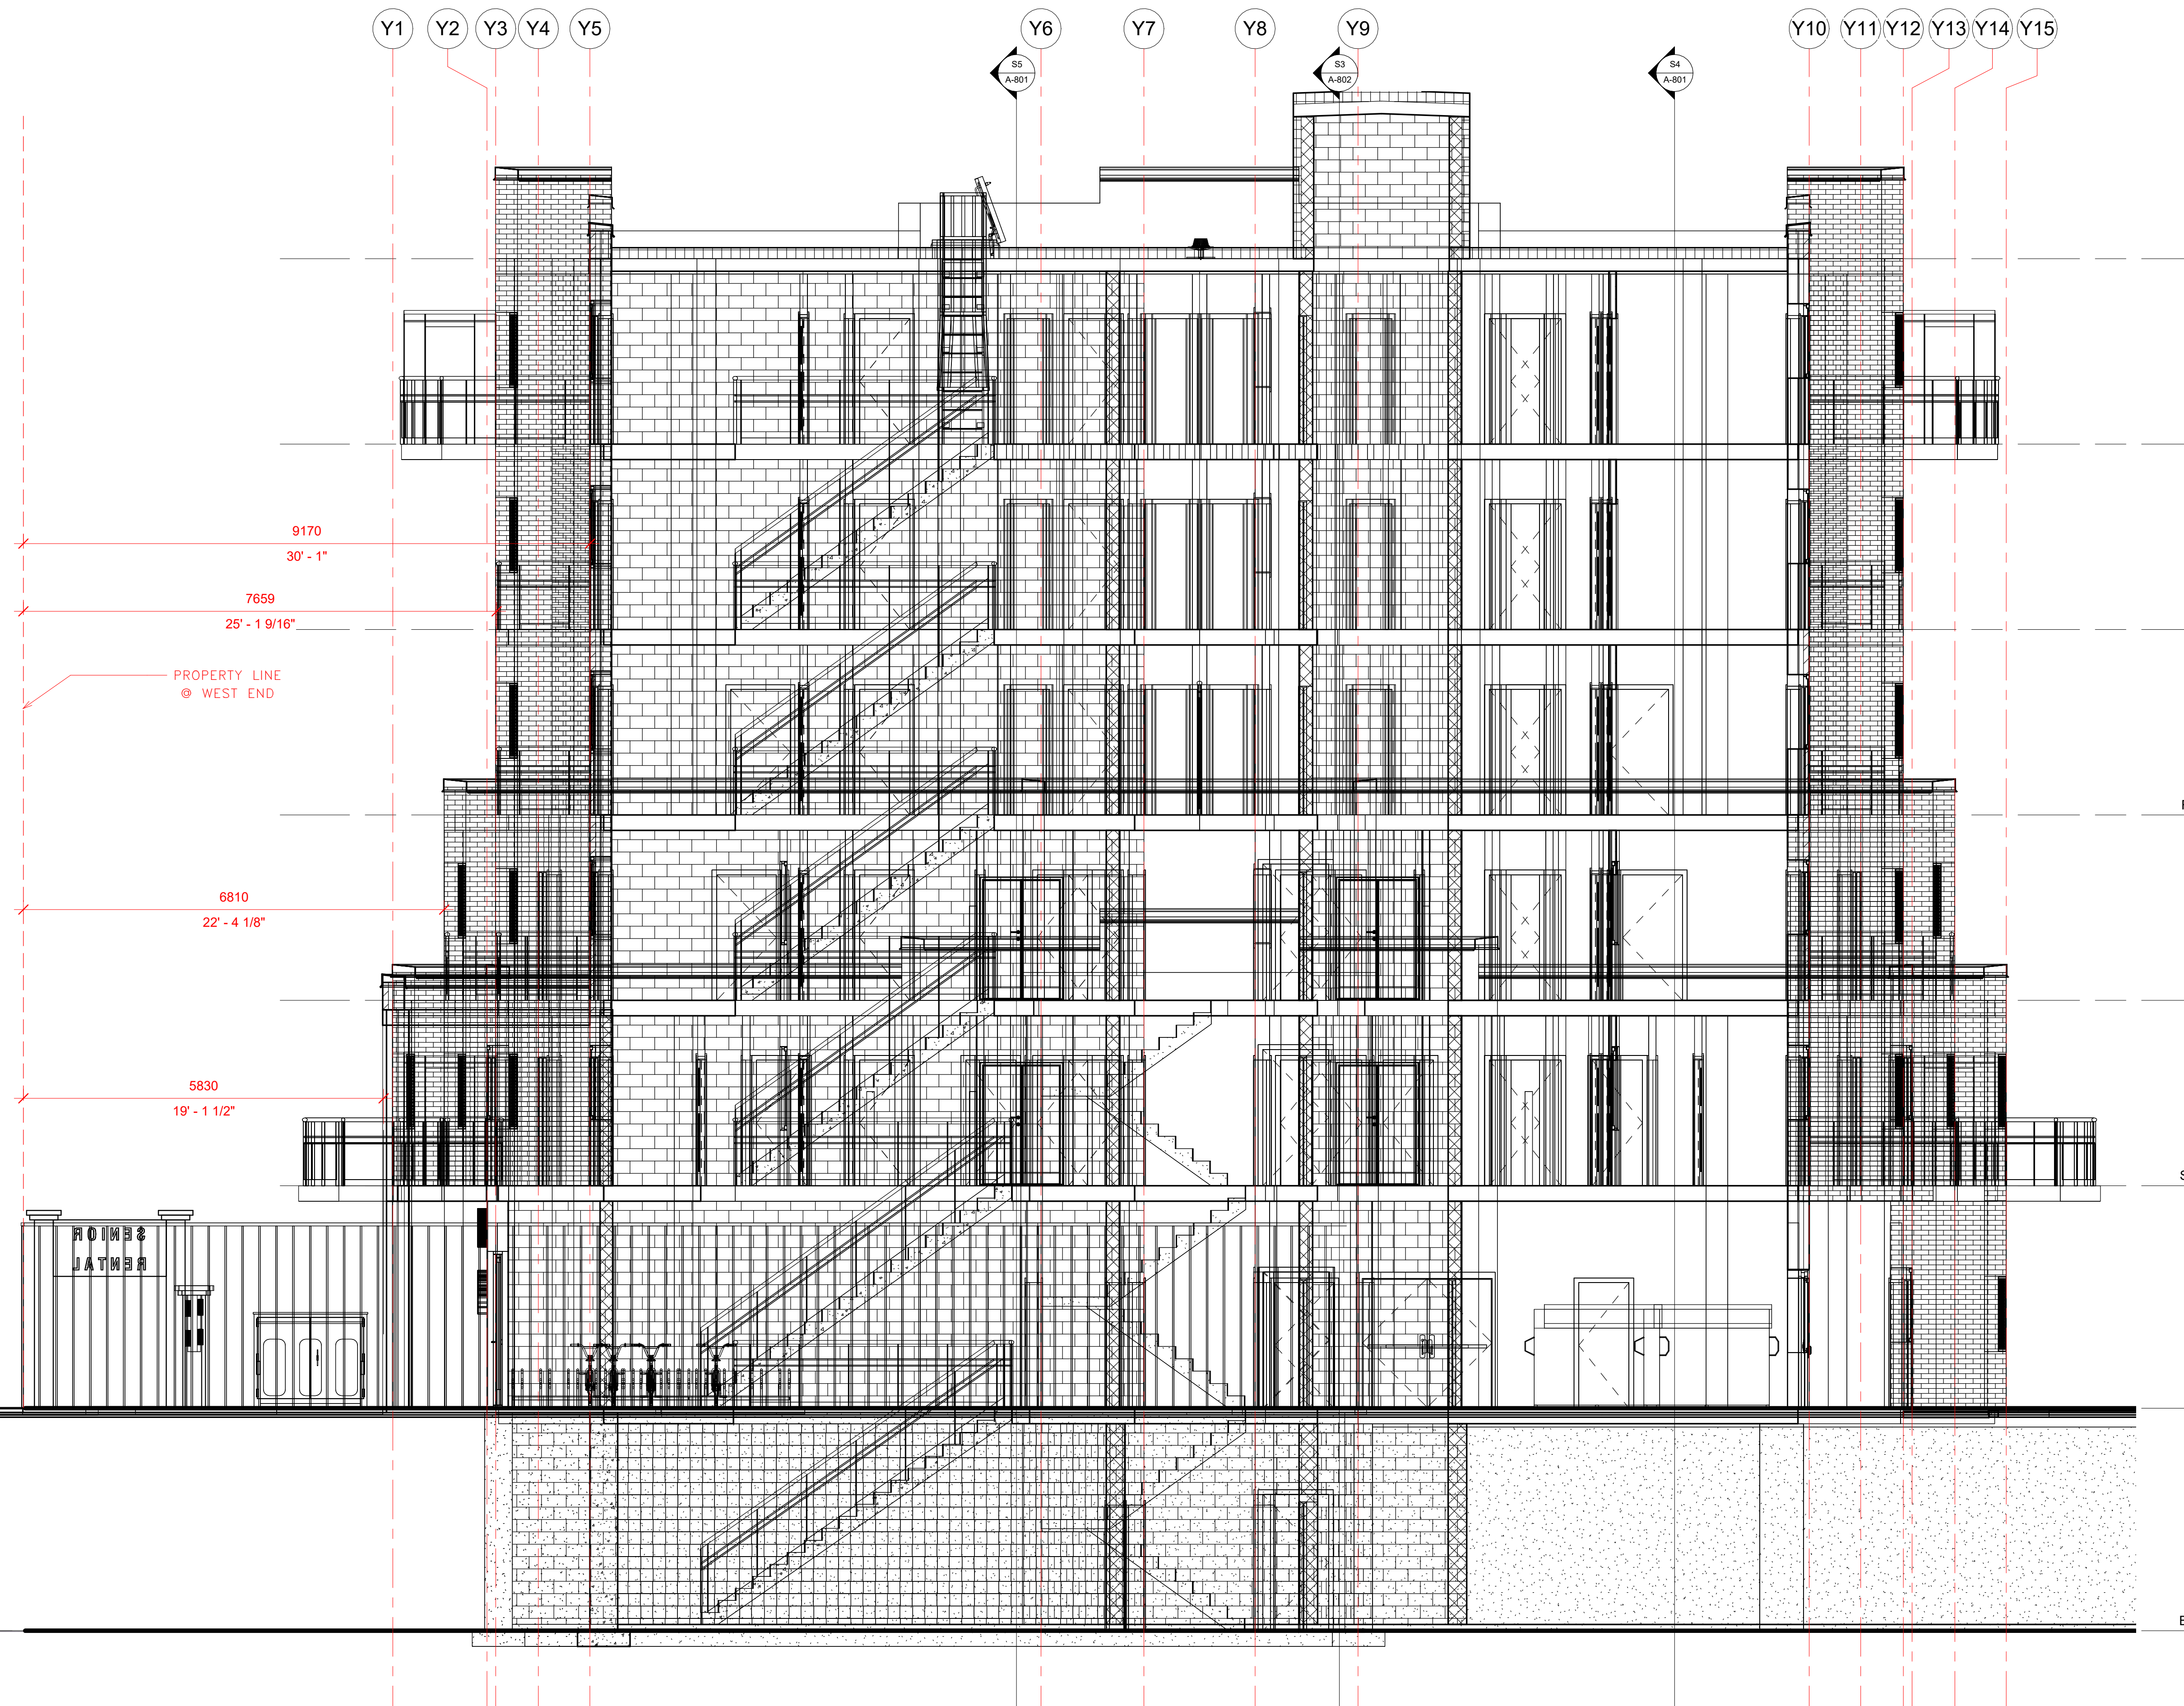 Y1
Y2
Y3
Y4
Y5
Y6
Y7
Y8
Y9
Y10
Y11
Y12
Y13
Y14
Y15
S5
A-801
S3
A-802
S4
A-801
9170
30' - 1"
7659
25' - 1 9/16"
PROPERTY LINE
@ WEST END
6810
22' - 4 1/8"
5830
19' - 1 1/2"
SENIOR
RENTAL